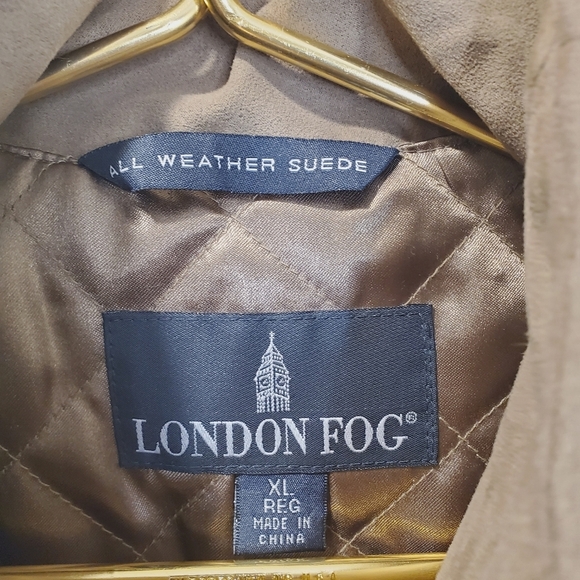 ALL WEATHER SUEDE
LONDON FOG®
XL
REG
MADE IN
CHINA